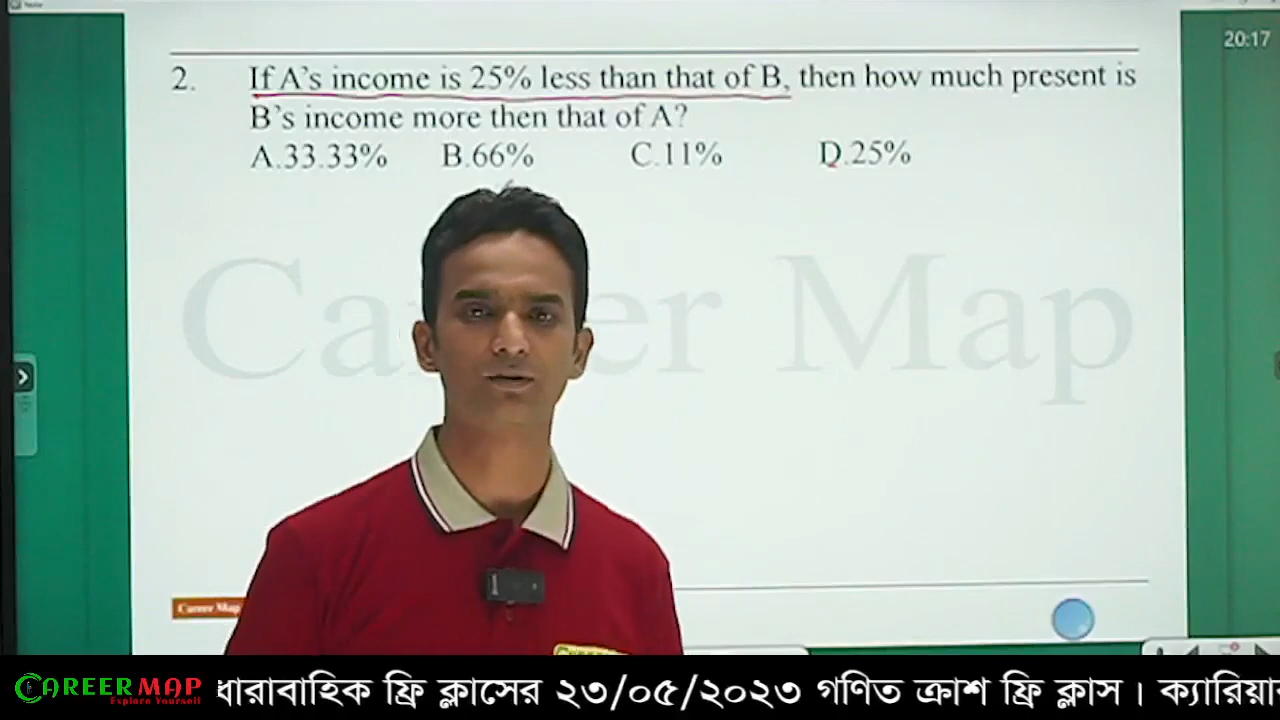 Note
20:17
2. If A's income is 25% less than that of B, then how much present is
B's income more then that of A?
A.33.33% B.66% C.11% D.25%
Career Map
Career Map
CAREER MAP
Explore Yourself
ধারাবাহিক ফ্রি ক্লাসের ২৩/০৫/২০২৩ গণিত ক্রাশ ফ্রি ক্লাস । ক্যারিয়ার